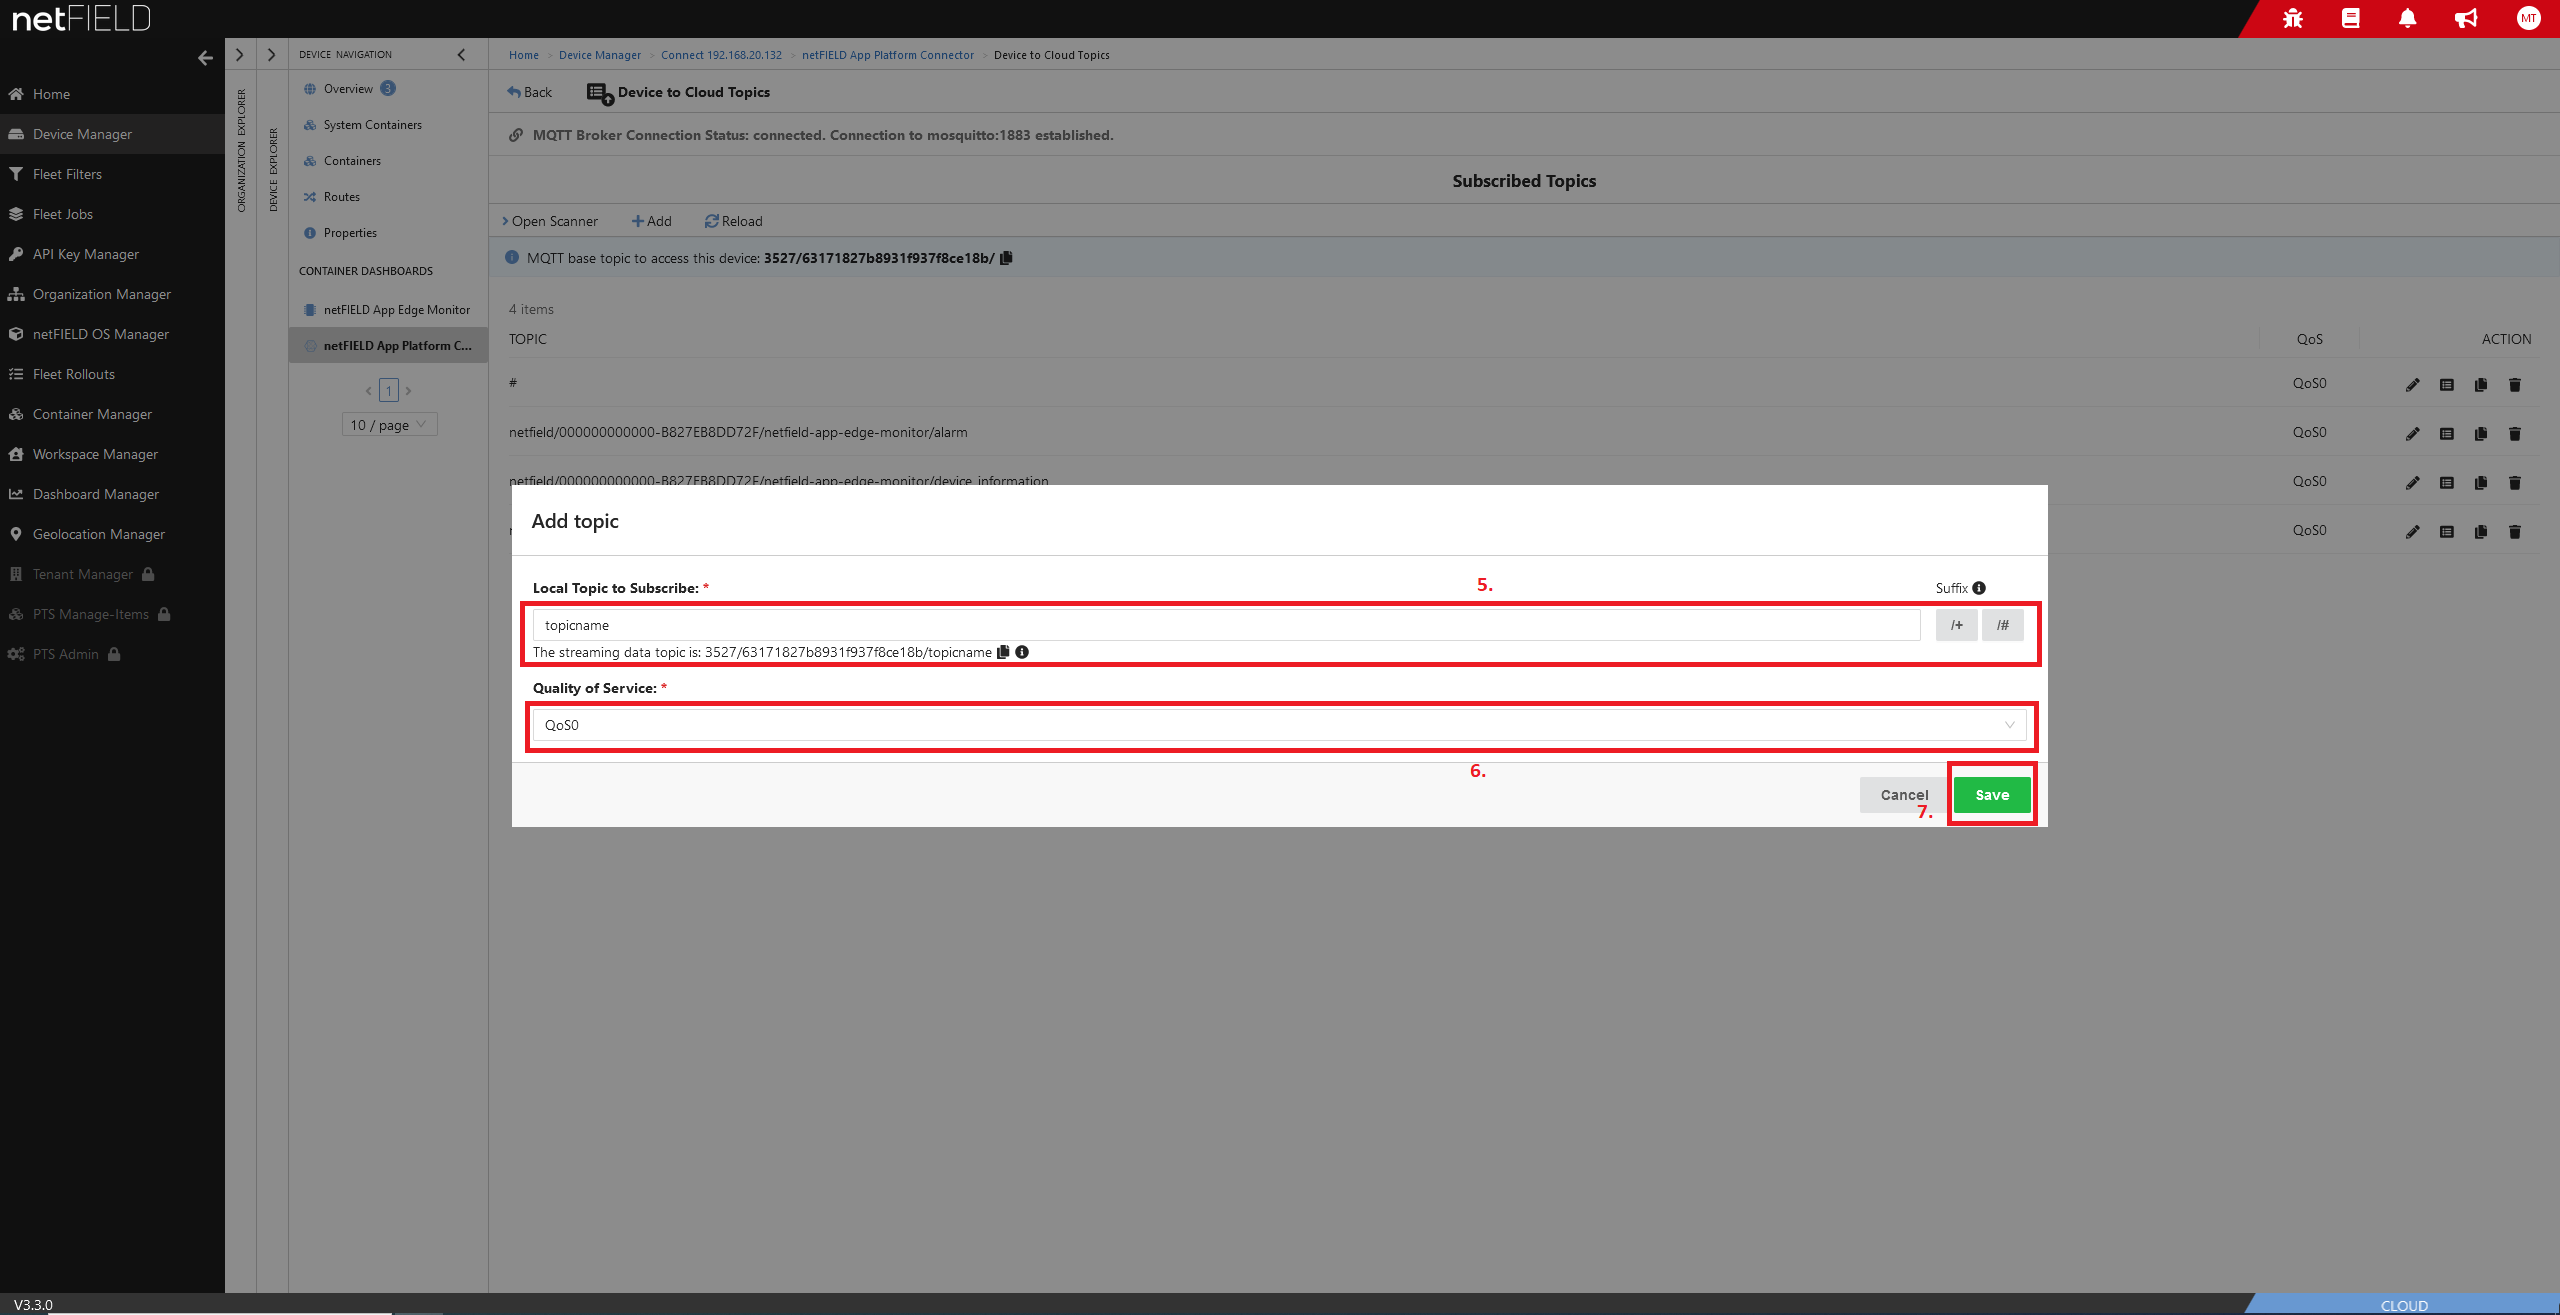 netFIELD
MT
Home
Device Manager
Fleet Filters
Fleet Jobs
API Key Manager
Organization Manager
netFIELD OS Manager
Fleet Rollouts
Container Manager
Workspace Manager
Dashboard Manager
Geolocation Manager
Tenant Manager
PTS Manage-Items
PTS Admin
ORGANIZATION EXPLORER
DEVICE EXPLORER
DEVICE NAVIGATION
Overview 3
System Containers
Containers
Routes
Properties
CONTAINER DASHBOARDS
netFIELD App Edge Monitor
netFIELD App Platform C...
< 1 >
10 / page
Home > Device Manager > Connect 192.168.20.132 > netFIELD App Platform Connector > Device to Cloud Topics
Back Device to Cloud Topics
MQTT Broker Connection Status: connected. Connection to mosquitto:1883 established.
Subscribed Topics
Open Scanner + Add Reload
MQTT base topic to access this device: 3527/63171827b8931f937f8ce18b/
4 items
TOPIC QoS ACTION
# QoS0
netfield/000000000000-B827EB8DD72F/netfield-app-edge-monitor/alarm QoS0
netfield/000000000000-B827EB8DD72F/netfield-app-edge-monitor/device_information QoS0
QoS0
Add topic
Local Topic to Subscribe: * 5. Suffix
topicname /+ /#
The streaming data topic is: 3527/63171827b8931f937f8ce18b/topicname
Quality of Service: *
QoS0
6.
Cancel Save
7.
V3.3.0
CLOUD